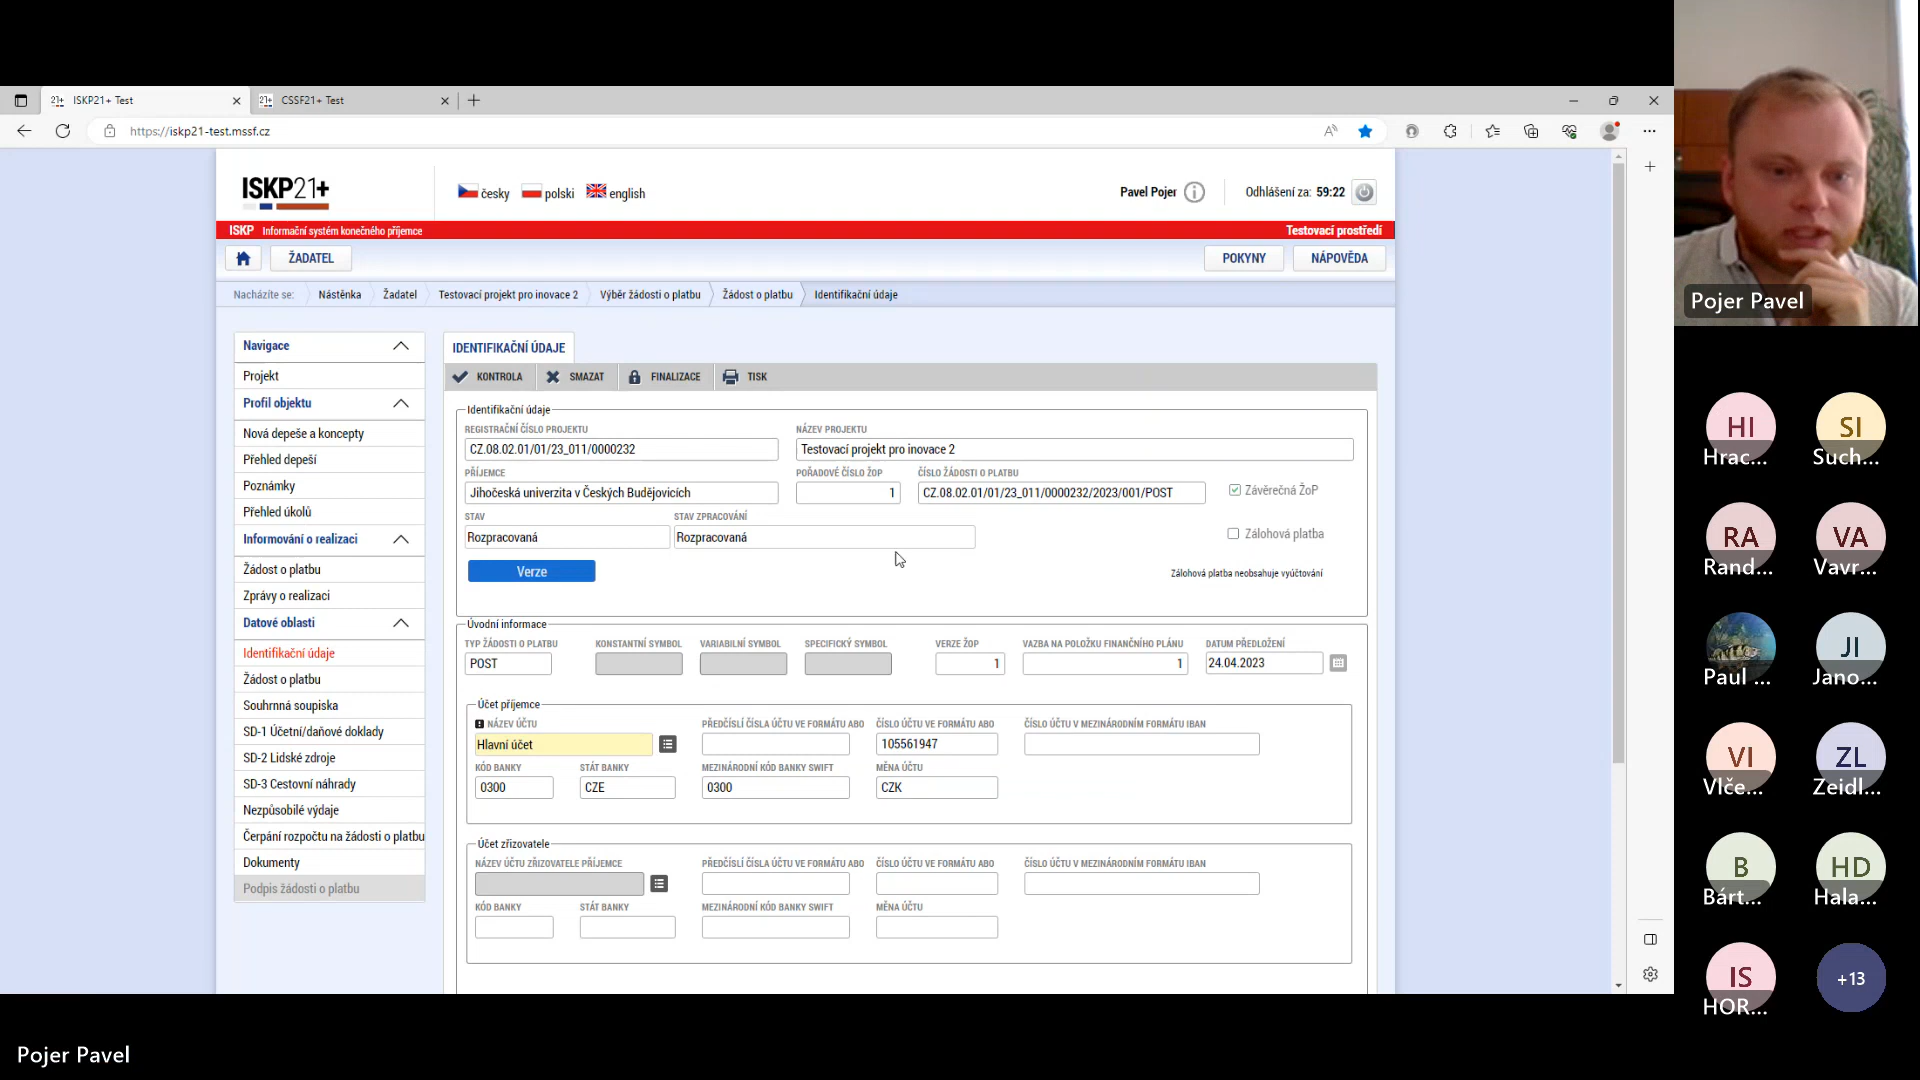 ISKP21+ Test
CSSF21+ Test
https://iskp21-test.mssf.cz
ISKP21+
česky
polski
english
Pavel Pojer
Odhlášení za: 59:22
ISKP Informační systém konečného příjemce
Testovací prostředí
ŽADATEL
POKYNY
NÁPOVĚDA
Nacházíte se:
Nástěnka
Žadatel
Testovací projekt pro inovace 2
Výběr žádosti o platbu
Žádost o platbu
Identifikační údaje
Navigace
Projekt
Profil objektu
Nová depeše a koncepty
Přehled depeší
Poznámky
Přehled úkolů
Informování o realizaci
Žádost o platbu
Zprávy o realizaci
Datové oblasti
Identifikační údaje
Žádost o platbu
Souhrnná soupiska
SD-1 Účetní/daňové doklady
SD-2 Lidské zdroje
SD-3 Cestovní náhrady
Nezpůsobilé výdaje
Čerpání rozpočtu na žádosti o platbu
Dokumenty
Podpis žádosti o platbu
IDENTIFIKAČNÍ ÚDAJE
KONTROLA
SMAZAT
FINALIZACE
TISK
Identifikační údaje
REGISTRAČNÍ ČÍSLO PROJEKTU
NÁZEV PROJEKTU
CZ.08.02.01/01/23_011/0000232
Testovací projekt pro inovace 2
PŘÍJEMCE
POŘADOVÉ ČÍSLO ŽOP
ČÍSLO ŽÁDOSTI O PLATBU
Jihočeská univerzita v Českých Budějovicích
1
CZ.08.02.01/01/23_011/0000232/2023/001/POST
Závěrečná ŽoP
STAV
STAV ZPRACOVÁNÍ
Rozpracovaná
Rozpracovaná
Zálohová platba
Verze
Zálohová platba neobsahuje vyúčtování
Úvodní informace
TYP ŽÁDOSTI O PLATBU
KONSTANTNÍ SYMBOL
VARIABILNÍ SYMBOL
SPECIFICKÝ SYMBOL
VERZE ŽOP
VAZBA NA POLOŽKU FINANČNÍHO PLÁNU
DATUM PŘEDLOŽENÍ
POST
1
1
24.04.2023
Účet příjemce
NÁZEV ÚČTU
PŘEDČÍSLÍ ČÍSLA ÚČTU VE FORMÁTU ABO
ČÍSLO ÚČTU VE FORMÁTU ABO
ČÍSLO ÚČTU V MEZINÁRODNÍM FORMÁTU IBAN
Hlavní účet
105561947
KÓD BANKY
STÁT BANKY
MEZINÁRODNÍ KÓD BANKY SWIFT
MĚNA ÚČTU
0300
CZE
0300
CZK
Účet zřizovatele
NÁZEV ÚČTU ZŘIZOVATELE PŘÍJEMCE
PŘEDČÍSLÍ ČÍSLA ÚČTU VE FORMÁTU ABO
ČÍSLO ÚČTU VE FORMÁTU ABO
ČÍSLO ÚČTU V MEZINÁRODNÍM FORMÁTU IBAN
KÓD BANKY
STÁT BANKY
MEZINÁRODNÍ KÓD BANKY SWIFT
MĚNA ÚČTU
Pojer Pavel
HI
Hrac...
SI
Such...
RA
Rand...
VA
Vavr...
Paul ...
JI
Jano...
VI
Vlče...
ZL
Zeidl...
B
Bárt...
HD
Hala...
IS
HOR...
+13
Pojer Pavel